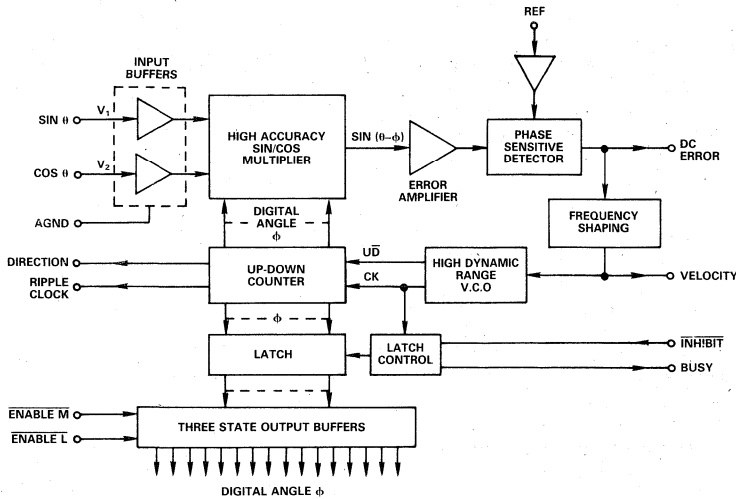 REF
INPUT
BUFFERS
SIN θ
V1
COS θ
V2
AGND
HIGH ACCURACY
SIN/COS
MULTIPLIER
SIN (θ–ϕ)
ERROR
AMPLIFIER
PHASE
SENSITIVE
DETECTOR
DC
ERROR
FREQUENCY
SHAPING
DIGITAL
ANGLE
ϕ
DIRECTION
RIPPLE
CLOCK
UP-DOWN
COUNTER
UD̅
CK
HIGH DYNAMIC
RANGE
V.C.O
VELOCITY
ϕ
LATCH
LATCH
CONTROL
INHIBIT
BUSY
ENABLE M
ENABLE L
THREE STATE OUTPUT BUFFERS
DIGITAL ANGLE ϕ